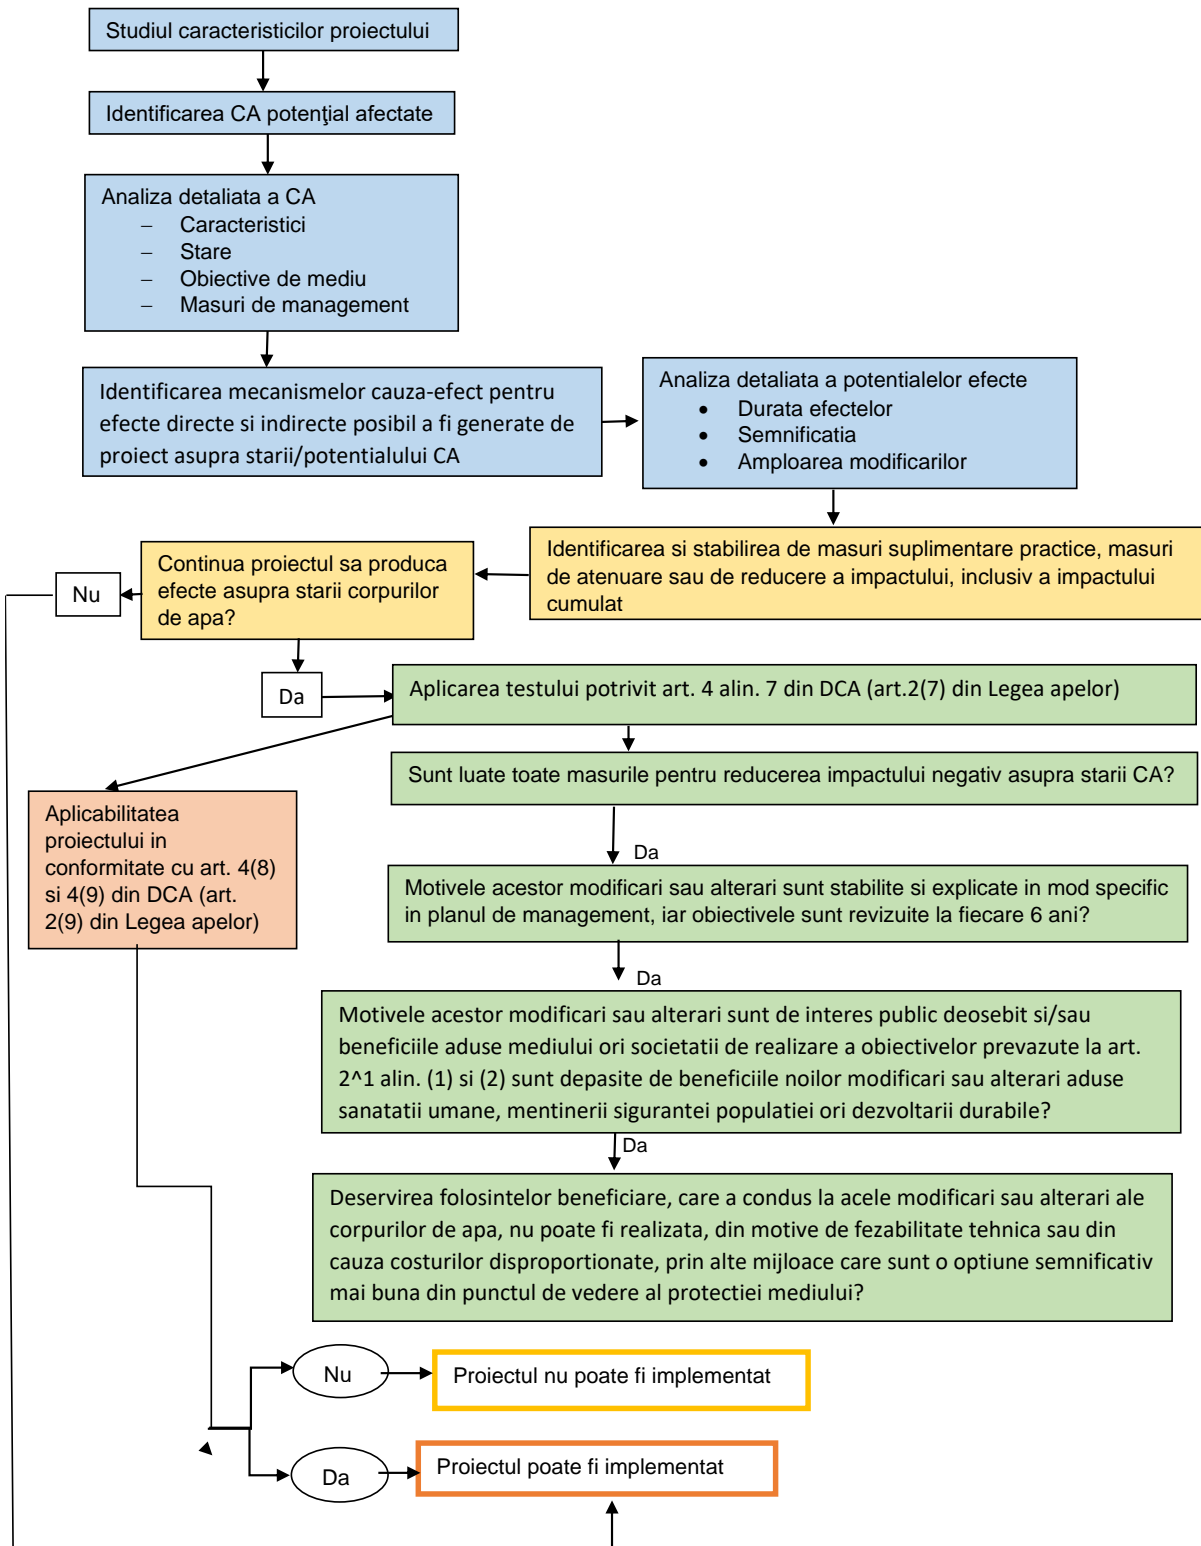 Studiul caracteristicilor proiectului
Identificarea CA potenţial afectate
Analiza detaliata a CA
– Caracteristici
– Stare
– Obiective de mediu
– Masuri de management
Identificarea mecanismelor cauza-efect pentru
efecte directe si indirecte posibil a fi generate de
proiect asupra starii/potentialului CA
Analiza detaliata a potentialelor efecte
• Durata efectelor
• Semnificatia
• Amploarea modificarilor
Identificarea si stabilirea de masuri suplimentare practice, masuri
de atenuare sau de reducere a impactului, inclusiv a impactului
cumulat
Continua proiectul sa produca
efecte asupra starii corpurilor
de apa?
Nu
Da
Aplicarea testului potrivit art. 4 alin. 7 din DCA (art.2(7) din Legea apelor)
Sunt luate toate masurile pentru reducerea impactului negativ asupra starii CA?
Aplicabilitatea
proiectului in
conformitate cu art. 4(8)
si 4(9) din DCA (art.
2(9) din Legea apelor)
Da
Motivele acestor modificari sau alterari sunt stabilite si explicate in mod specific
in planul de management, iar obiectivele sunt revizuite la fiecare 6 ani?
Da
Motivele acestor modificari sau alterari sunt de interes public deosebit si/sau
beneficiile aduse mediului ori societatii de realizare a obiectivelor prevazute la art.
2^1 alin. (1) si (2) sunt depasite de beneficiile noilor modificari sau alterari aduse
sanatatii umane, mentinerii sigurantei populatiei ori dezvoltarii durabile?
Da
Deservirea folosintelor beneficiare, care a condus la acele modificari sau alterari ale
corpurilor de apa, nu poate fi realizata, din motive de fezabilitate tehnica sau din
cauza costurilor disproportionate, prin alte mijloace care sunt o optiune semnificativ
mai buna din punctul de vedere al protectiei mediului?
Nu
Proiectul nu poate fi implementat
Da
Proiectul poate fi implementat